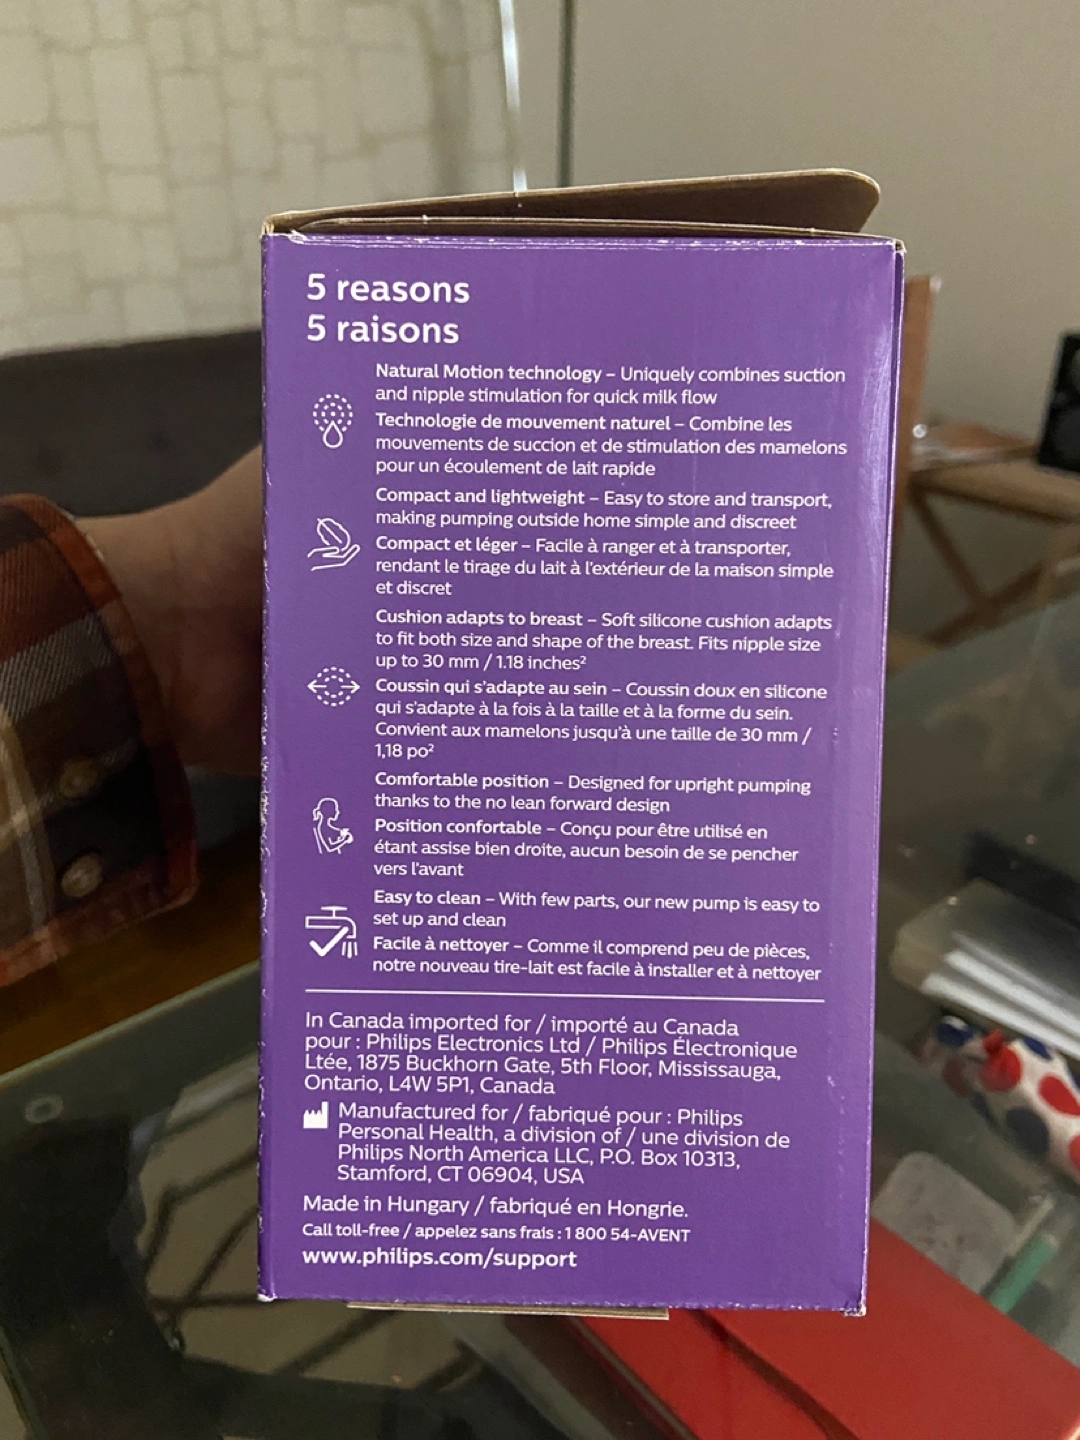 5 reasons
5 raisons
Natural Motion technology – Uniquely combines suction
and nipple stimulation for quick milk flow
Technologie de mouvement naturel – Combine les
mouvements de succion et de stimulation des mamelons
pour un écoulement de lait rapide
Compact and lightweight – Easy to store and transport,
making pumping outside home simple and discreet
Compact et léger – Facile à ranger et à transporter,
rendant le tirage du lait à l'extérieur de la maison simple
et discret
Cushion adapts to breast – Soft silicone cushion adapts
to fit both size and shape of the breast. Fits nipple size
up to 30 mm / 1.18 inches²
Coussin qui s'adapte au sein – Coussin doux en silicone
qui s'adapte à la fois à la taille et à la forme du sein.
Convient aux mamelons jusqu'à une taille de 30 mm /
1,18 po²
Comfortable position – Designed for upright pumping
thanks to the no lean forward design
Position confortable – Conçu pour être utilisé en
étant assise bien droite, aucun besoin de se pencher
vers l'avant
Easy to clean – With few parts, our new pump is easy to
set up and clean
Facile à nettoyer – Comme il comprend peu de pièces,
notre nouveau tire-lait est facile à installer et à nettoyer
In Canada imported for / importé au Canada
pour : Philips Electronics Ltd / Philips Électronique
Ltée, 1875 Buckhorn Gate, 5th Floor, Mississauga,
Ontario, L4W 5P1, Canada
Manufactured for / fabriqué pour : Philips
Personal Health, a division of / une division de
Philips North America LLC, P.O. Box 10313,
Stamford, CT 06904, USA
Made in Hungary / fabriqué en Hongrie.
Call toll-free / appelez sans frais : 1 800 54-AVENT
www.philips.com/support